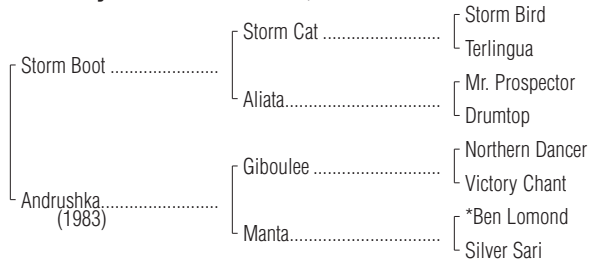 Storm Bird
Storm Cat ........................
Terlingua
Storm Boot ......................
Mr. Prospector
Aliata................................
Drumtop
Northern Dancer
Giboulee ..........................
Victory Chant
Andrushka........................
(1983)
*Ben Lomond
Manta...............................
Silver Sari